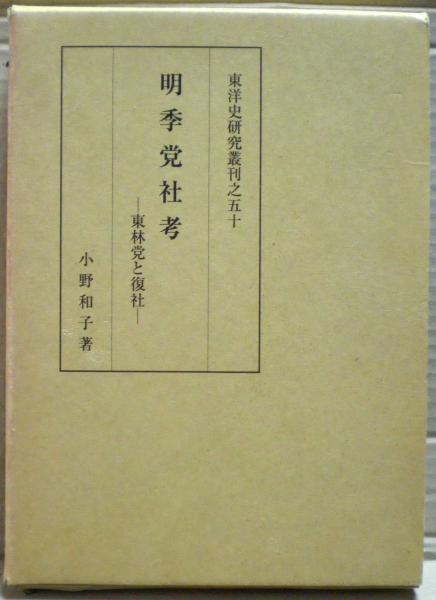 東洋史研究叢刊之五十
明季党社考
―東林党と復社―
小野和子著